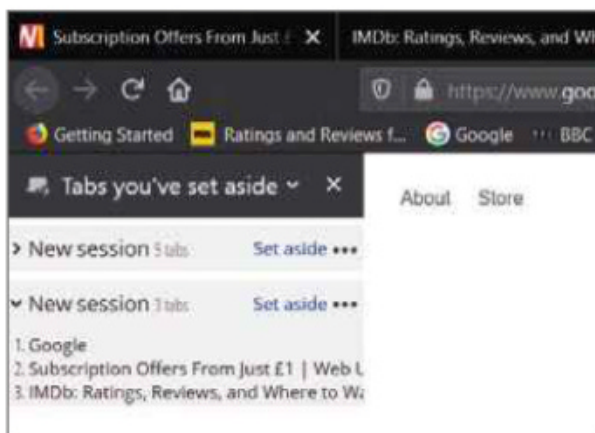 Subscription Offers From Just £ × IMDb: Ratings, Reviews, and Wh
https://www.goo
Getting Started Ratings and Reviews f... Google BBC
Tabs you've set aside ×
About Store
New session 5 tabs Set aside •••
New session 3 tabs Set aside •••
1. Google
2. Subscription Offers From Just £1 | Web U
3. IMDb: Ratings, Reviews, and Where to Wa